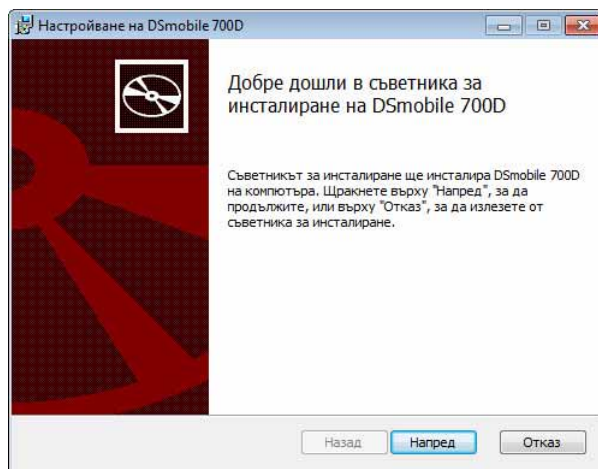 Настройване на DSmobile 700D
Добре дошли в съветника за
инсталиране на DSmobile 700D
Съветникът за инсталиране ще инсталира DSmobile 700D
на компютъра. Щракнете върху "Напред", за да
продължите, или върху "Отказ", за да излезете от
съветника за инсталиране.
Назад
Напред
Отказ